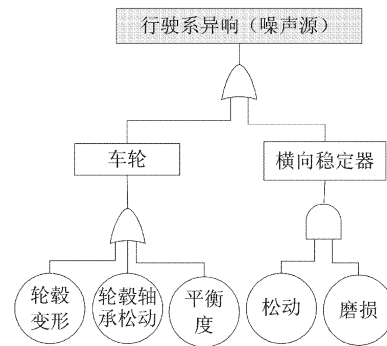 行驶系异响（噪声源）
车轮
横向稳定器
轮毂
变形
轮毂轴
承松动
平衡
度
松动
磨损